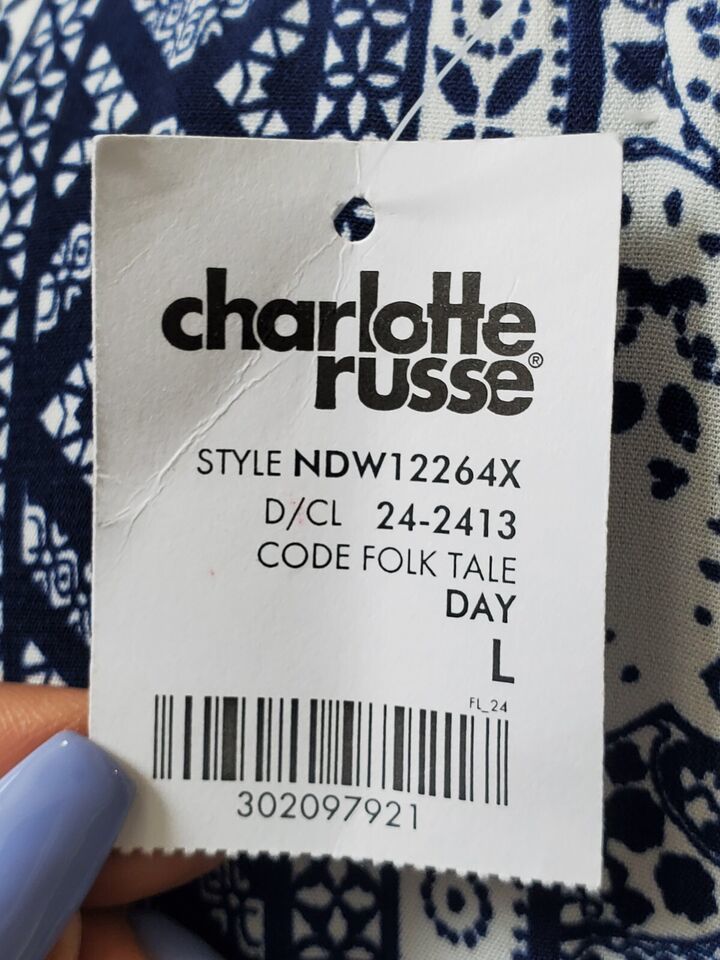 charlotte
russe®
STYLE NDW12264X
D/CL 24-2413
CODE FOLK TALE
DAY
L
FL_24
302097921